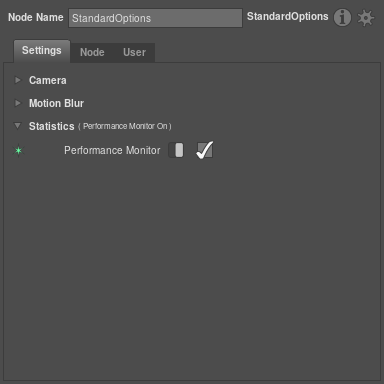 Node Name StandardOptions StandardOptions
Settings Node User
Camera
Motion Blur
Statistics ( Performance Monitor On )
Performance Monitor